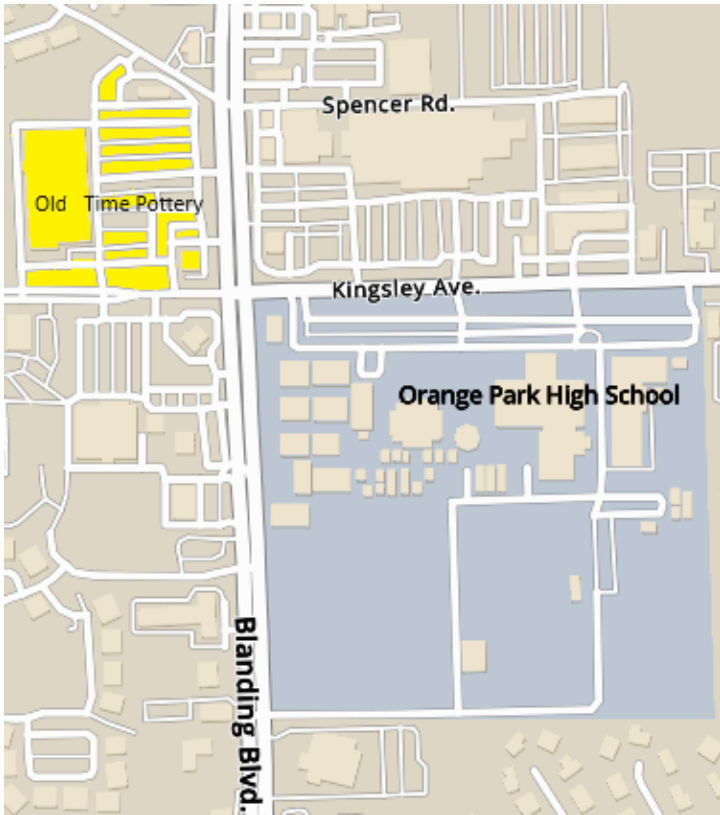 Spencer Rd.
Old Time Pottery
Kingsley Ave.
Orange Park High School
Blanding Blvd.